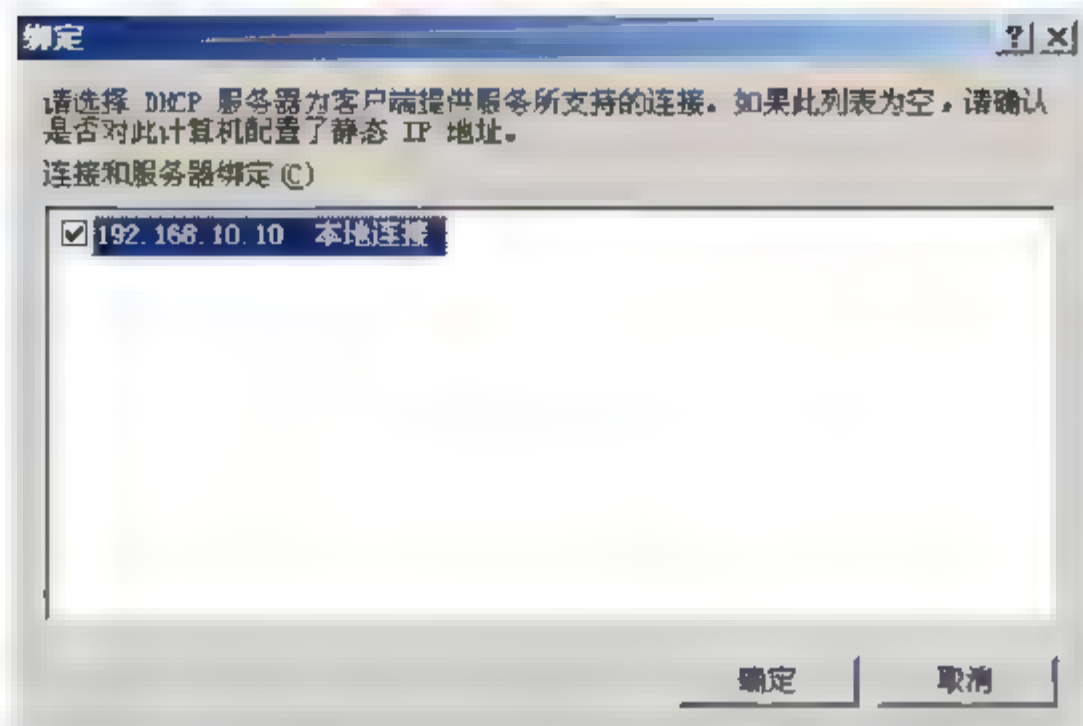 绑定
请选择 DHCP 服务器为客户端提供服务所支持的连接。如果此列表为空，请确认
是否对此计算机配置了静态 IP 地址。
连接和服务器绑定(C)
192.168.10.10 本地连接
确定 取消